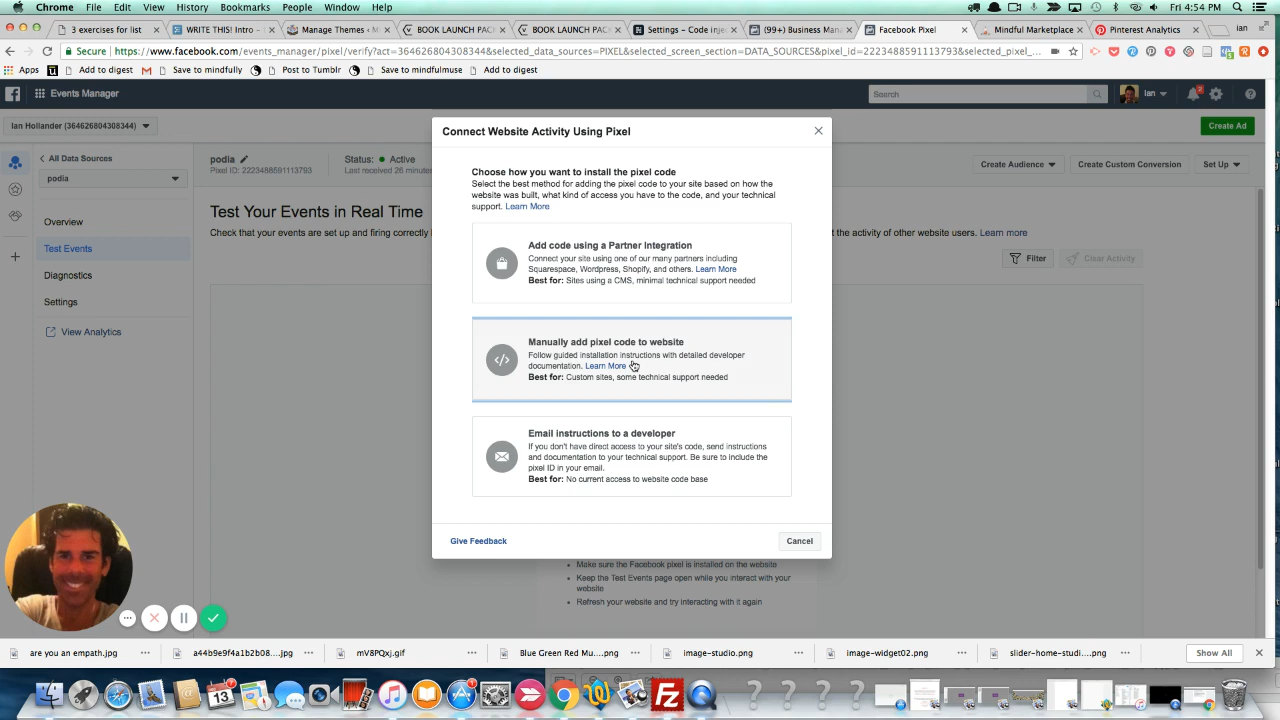 Chrome File Edit View History Bookmarks People Window Help
Fri 4:54 PM
3 exercises for list
WRITE THIS! Intro -
Manage Themes ‹ M
BOOK LAUNCH PAC
BOOK LAUNCH PAC
Settings – Code inje
(99+) Business Man
Facebook Pixel
Mindful Marketplace
Pinterest Analytics
ian
Secure
https://www.facebook.com/events_manager/pixel/verify?act=364626804308344&selected_data_sources=PIXEL&selected_screen_section=DATA_SOURCES&pixel_id=2223488591113793&selected_pixel_...
Apps
Add to digest
Save to mindfully
Post to Tumblr
Save to mindfulmuse
Add to digest
Events Manager
Search
Ian
Ian Hollander (364626804308344)
Create Ad
All Data Sources
podia
Overview
Test Events
Diagnostics
Settings
View Analytics
podia
Pixel ID: 2223488591113793
Status: Active
Last received 26 minute
Create Audience
Create Custom Conversion
Set Up
Test Your Events in Real Time
Check that your events are set up and firing correctly
t the activity of other website users. Learn more
Filter
Clear Activity
Connect Website Activity Using Pixel
Choose how you want to install the pixel code
Select the best method for adding the pixel code to your site based on how the
website was built, what kind of access you have to the code, and your technical
support. Learn More
Add code using a Partner Integration
Connect your site using one of our many partners including
Squarespace, Wordpress, Shopify, and others. Learn More
Best for: Sites using a CMS, minimal technical support needed
Manually add pixel code to website
Follow guided installation instructions with detailed developer
documentation. Learn More
Best for: Custom sites, some technical support needed
Email instructions to a developer
If you don't have direct access to your site's code, send instructions
and documentation to your technical support. Be sure to include the
pixel ID in your email.
Best for: No current access to website code base
Give Feedback
Cancel
Make sure the Facebook pixel is installed on the website
Keep the Test Events page open while you interact with your
website
Refresh your website and try interacting with it again
are you an empath.jpg
a44b9e9f4a1b2b08....jpg
mV8PQxj.gif
Blue Green Red Mu....png
image-studio.png
image-widget02.png
slider-home-studi....png
Show All